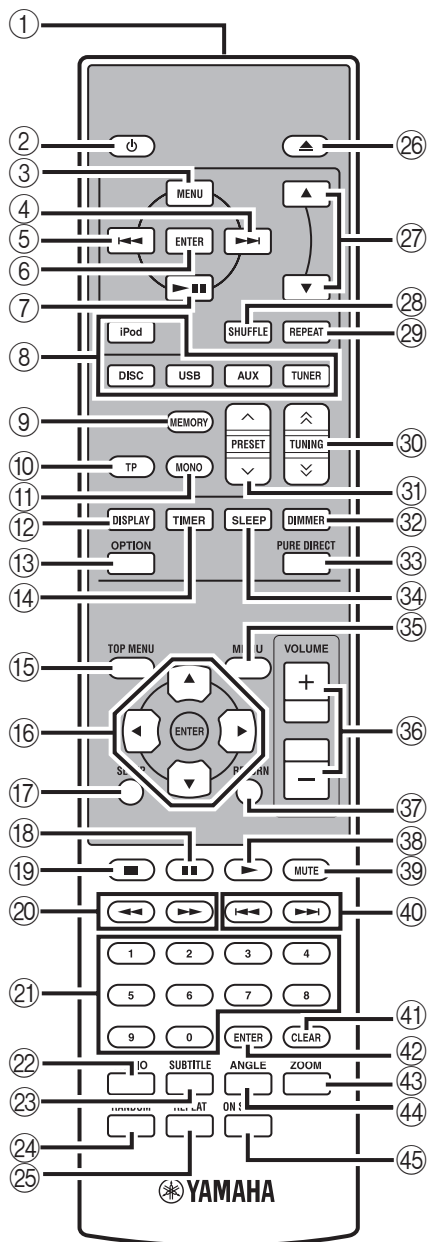 ①
② ㉖
③ MENU
④
⑤ ENTER ㉗
⑥
⑦
iPod SHUFFLE REPEAT ㉘
⑧ ㉙
DISC USB AUX TUNER
⑨ MEMORY
PRESET TUNING ㉚
⑩ TP MONO
⑪ ㉛
⑫ DISPLAY TIMER SLEEP DIMMER ㉜
⑬ OPTION PURE DIRECT ㉝
⑭ ㉞
㉟
⑮ TOP MENU VOLUME
+
⑯ ENTER ㊱
−
⑰ ㊲
⑱ ㊳
⑲ MUTE ㊴
⑳ ㊵
1 2 3 4
㉑ 5 6 7 8
9 0 ENTER CLEAR ㊶
㊷
㉒ SUBTITLE ANGLE ZOOM ㊸
㉓ ㊹
㉔ REPEAT
㉕ ㊺
YAMAHA